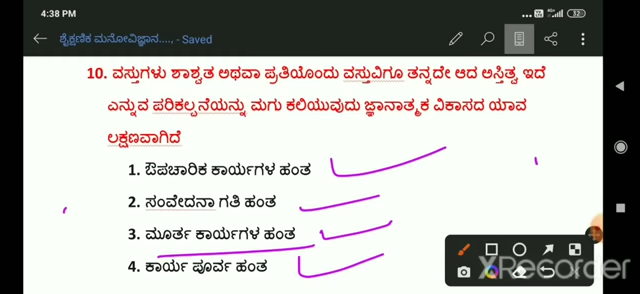 4:38 PM
4G+ 32
ಶೈಕ್ಷಣಿಕ ಮನೋವಿಜ್ಞಾನ....,- Saved
10. ವಸ್ತುಗಳು ಶಾಶ್ವತ ಅಥವಾ ಪ್ರತಿಯೊಂದು ವಸ್ತುವಿಗೂ ತನ್ನದೇ ಆದ ಅಸ್ತಿತ್ವ ಇದೆ
ಎನ್ನುವ ಪರಿಕಲ್ಪನೆಯನ್ನು ಮಗು ಕಲಿಯುವುದು ಜ್ಞಾನಾತ್ಮಕ ವಿಕಾಸದ ಯಾವ
ಲಕ್ಷಣವಾಗಿದೆ
1. ಔಪಚಾರಿಕ ಕಾರ್ಯಗಳ ಹಂತ
2. ಸಂವೇದನಾ ಗತಿ ಹಂತ
3. ಮೂರ್ತ ಕಾರ್ಯಗಳ ಹಂತ
4. ಕಾರ್ಯ ಪೂರ್ವ ಹಂತ
XRecorder